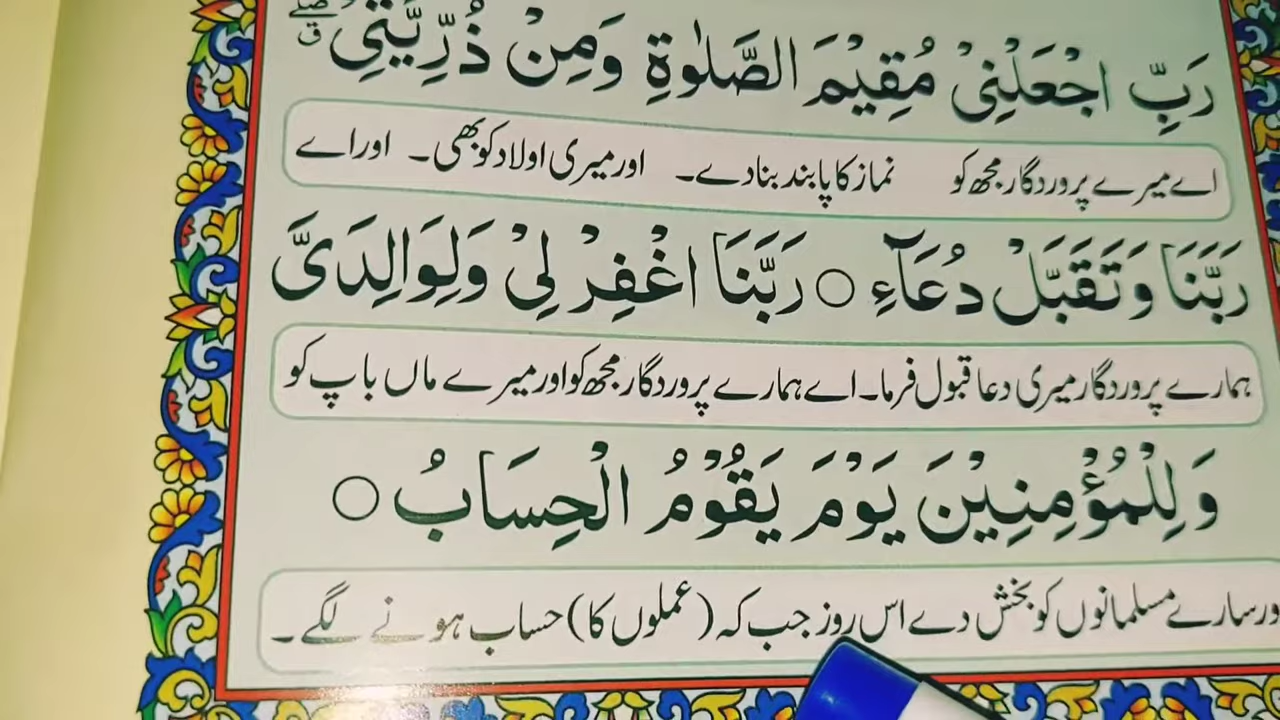 رَبِّ اجْعَلْنِيْ مُقِيْمَ الصَّلٰوةِ وَمِنْ ذُرِّيَّتِيْ ۖق
اے میرے پروردگار مجھ کو نماز کا پابند بنا دے۔ اور میری اولاد کو بھی۔ اور اے
رَبَّنَا وَتَقَبَّلْ دُعَآءِ ○ رَبَّنَا اغْفِرْ لِيْ وَلِوَالِدَيَّ
ہمارے پروردگار میری دعا قبول فرما۔ اے ہمارے پروردگار مجھ کو اور میرے ماں باپ کو
وَلِلْمُؤْمِنِيْنَ يَوْمَ يَقُوْمُ الْحِسَابُ ○
ور سارے مسلمانوں کو بخش دے اس روز جب کہ (عملوں کا) حساب ہونے لگے۔